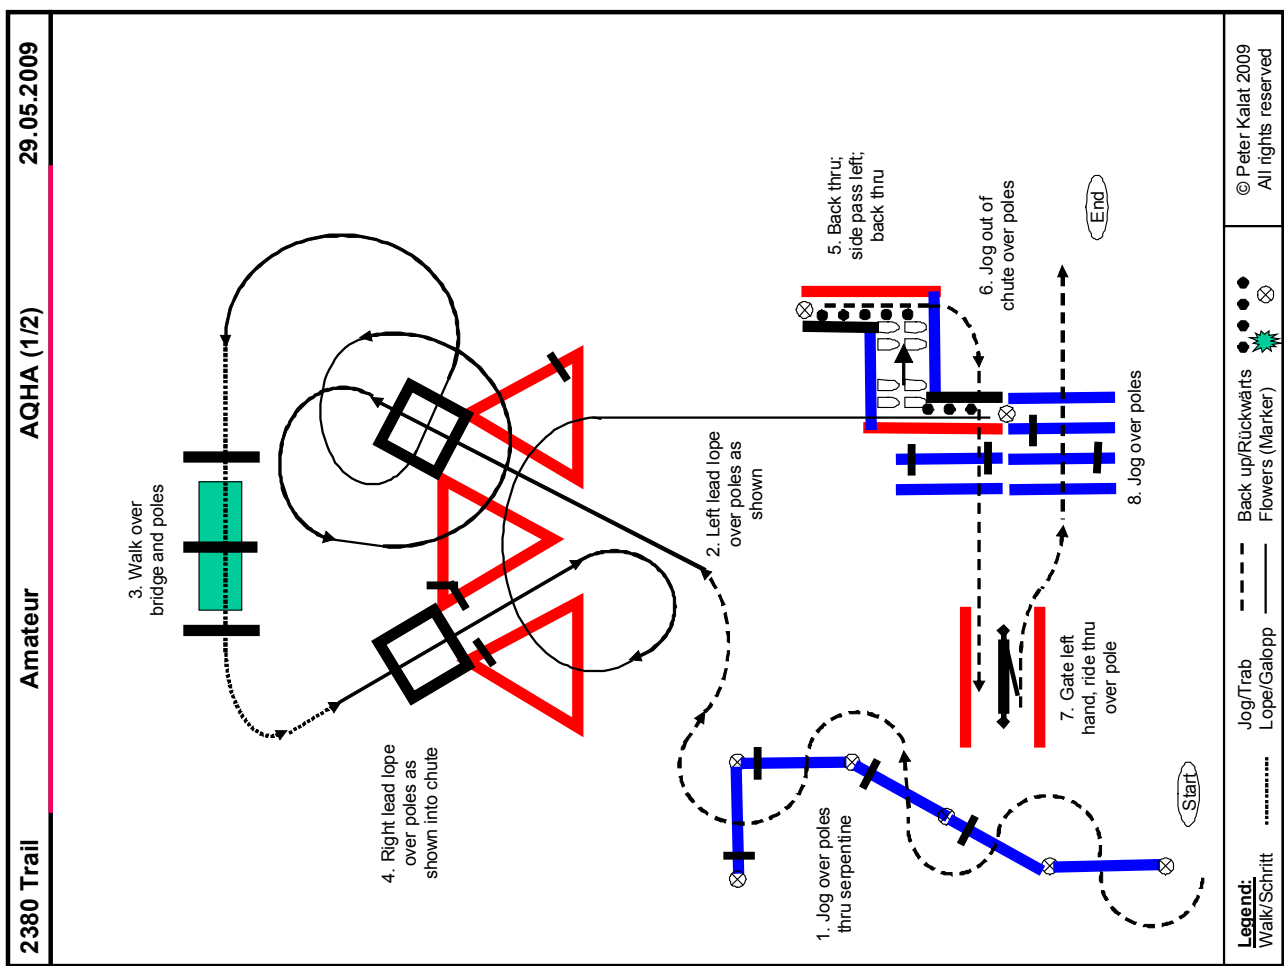 2380 Trail
Amateur
AQHA (1/2)
29.05.2009
3. Walk over
bridge and poles
4. Right lead lope
over poles as
shown into chute
2. Left lead lope
over poles as
shown
5. Back thru;
side pass left;
back thru
6. Jog out of
chute over poles
1. Jog over poles
thru serpentine
7. Gate left
hand, ride thru
over pole
8. Jog over poles
Start
End
Legend:
Walk/Schritt
Jog/Trab
Lope/Galopp
Back up/Rückwärts
Flowers (Marker)
© Peter Kalat 2009
All rights reserved